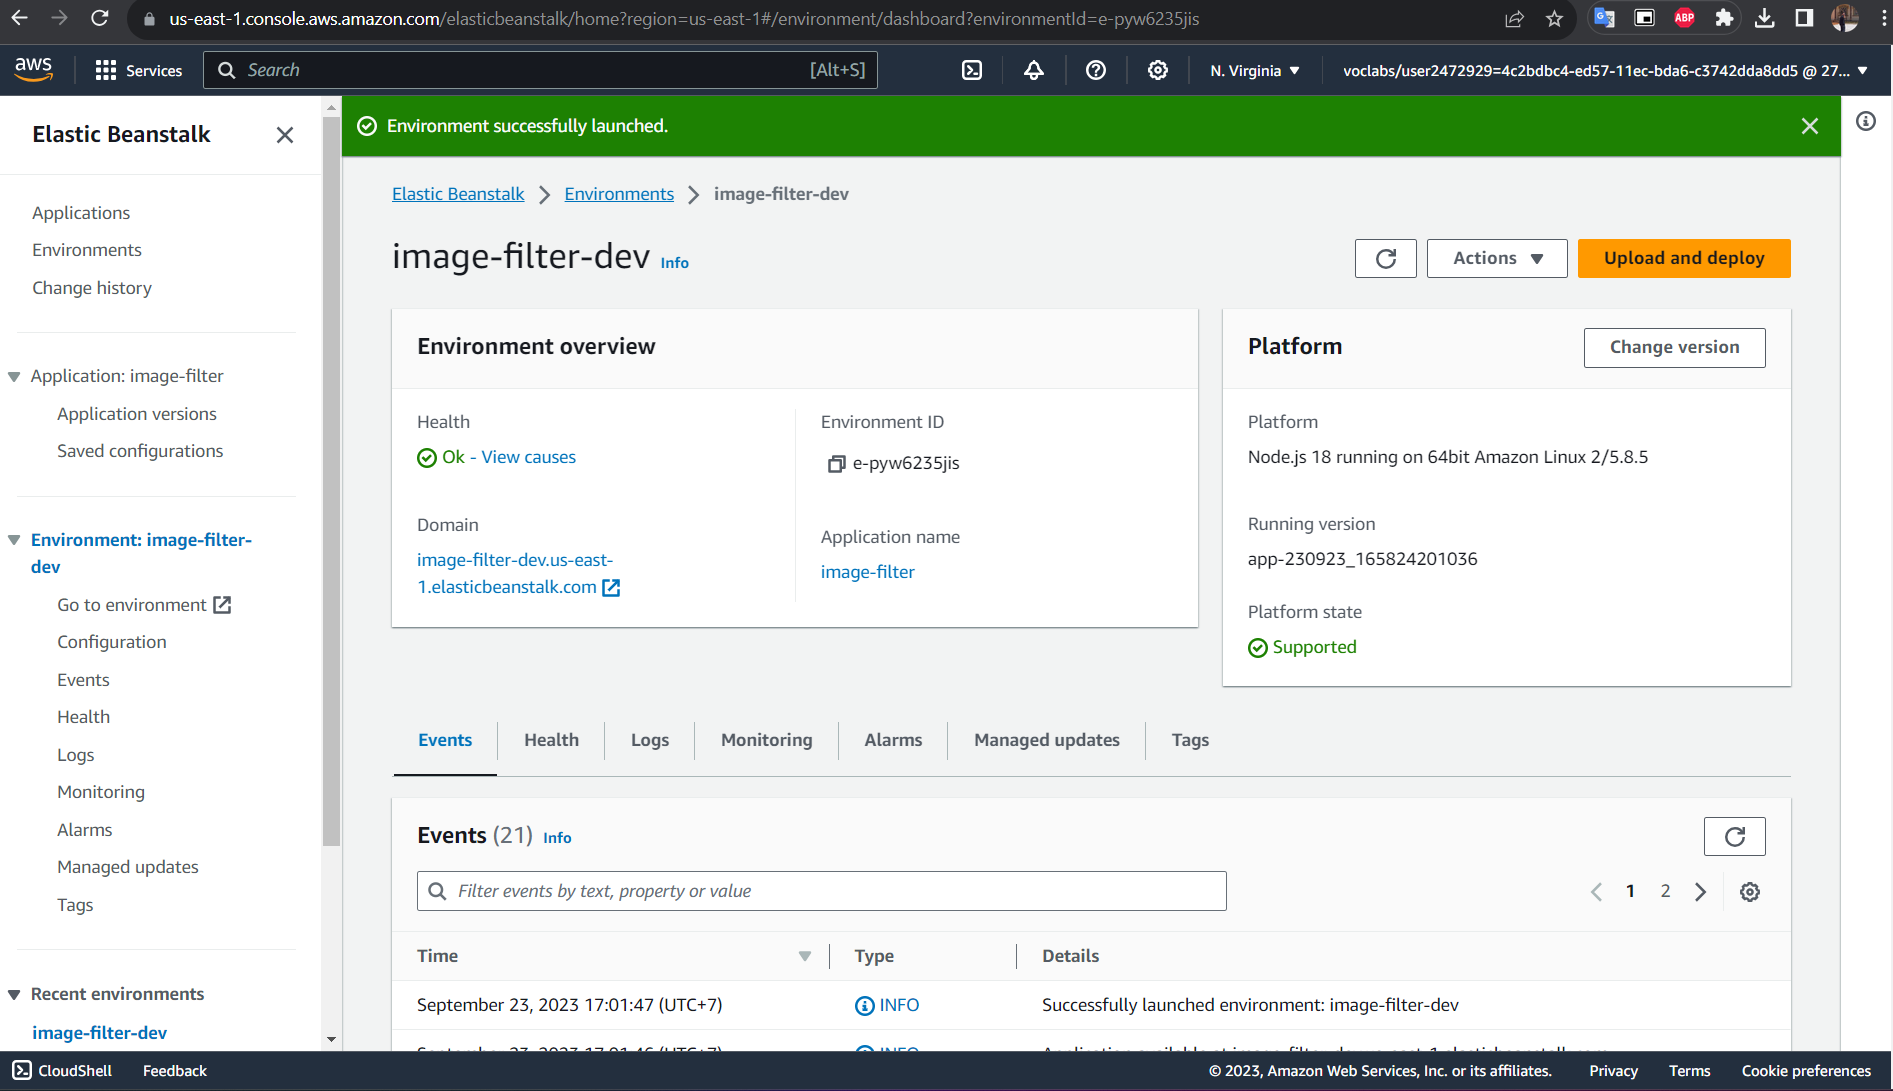 us-east-1.console.aws.amazon.com/elasticbeanstalk/home?region=us-east-1#/environment/dashboard?environmentId=e-pyw6235jis
ABP
aws
Services
Search
[Alt+S]
N. Virginia
voclabs/user2472929=4c2bdbc4-ed57-11ec-bda6-c3742dda8dd5 @ 27...
Elastic Beanstalk
Applications
Environments
Change history
Application: image-filter
Application versions
Saved configurations
Environment: image-filter-
dev
Go to environment
Configuration
Events
Health
Logs
Monitoring
Alarms
Managed updates
Tags
Recent environments
image-filter-dev
Environment successfully launched.
Elastic Beanstalk
Environments
image-filter-dev
image-filter-dev
Info
Actions
Upload and deploy
Environment overview
Health
Ok - View causes
Domain
image-filter-dev.us-east-
1.elasticbeanstalk.com
Environment ID
e-pyw6235jis
Application name
image-filter
Platform
Change version
Platform
Node.js 18 running on 64bit Amazon Linux 2/5.8.5
Running version
app-230923_165824201036
Platform state
Supported
Events
Health
Logs
Monitoring
Alarms
Managed updates
Tags
Events (21)
Info
Filter events by text, property or value
1
2
Time
Type
Details
September 23, 2023 17:01:47 (UTC+7)
INFO
Successfully launched environment: image-filter-dev
CloudShell
Feedback
© 2023, Amazon Web Services, Inc. or its affiliates.
Privacy
Terms
Cookie preferences